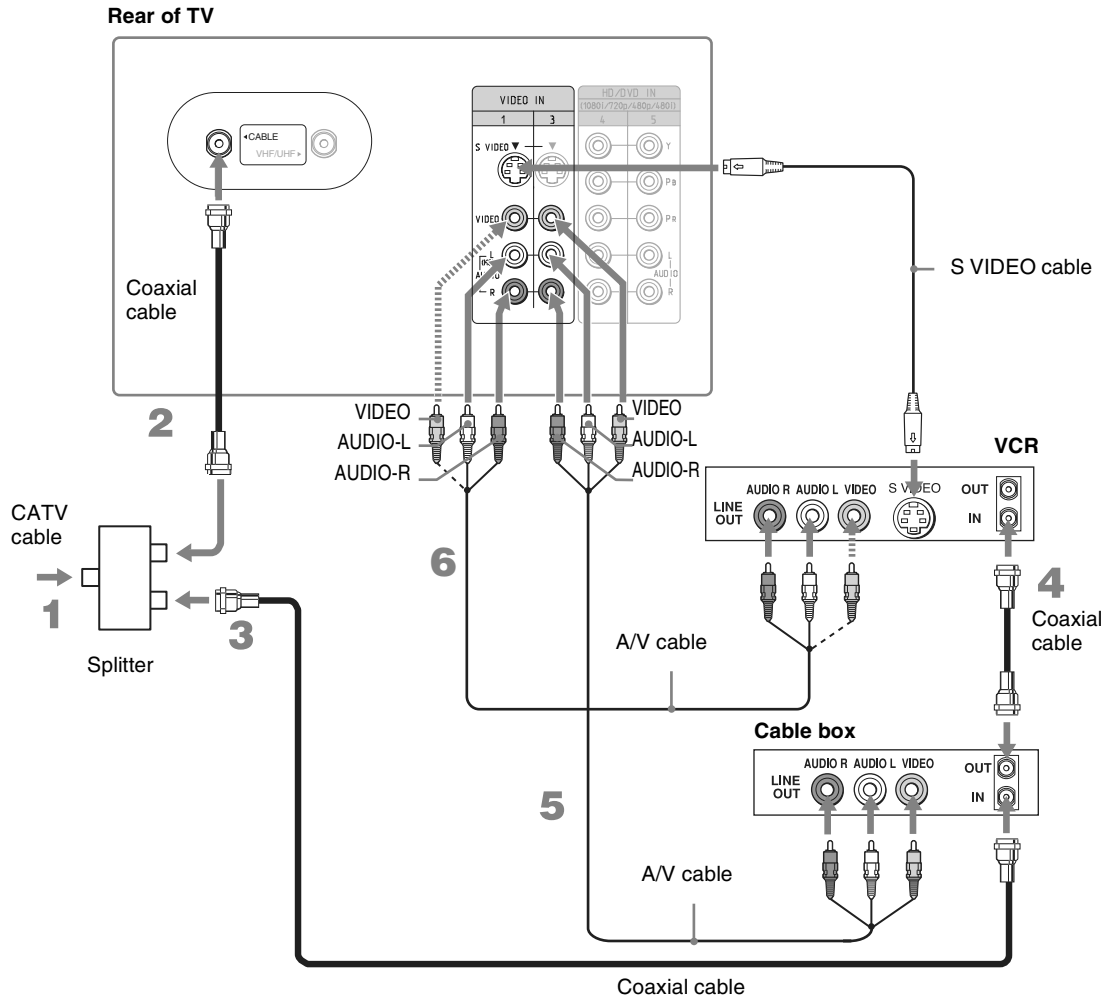 Rear of TV
◂CABLE
VHF/UHF▸
VIDEO IN
1 3
S VIDEO
VIDEO
L
AUDIO
R
HD/DVD IN
(1080i/720p/480p/480i)
4 5
Y
PB
PR
L
AUDIO
R
Coaxial
cable
S VIDEO cable
2
VIDEO
AUDIO-L
AUDIO-R
VIDEO
AUDIO-L
AUDIO-R
VCR
AUDIO R AUDIO L VIDEO S VIDEO
LINE
OUT
OUT
IN
CATV
cable
1
Splitter
3
6
4
Coaxial
cable
A/V cable
Cable box
AUDIO R AUDIO L VIDEO
LINE
OUT
OUT
IN
5
A/V cable
Coaxial cable